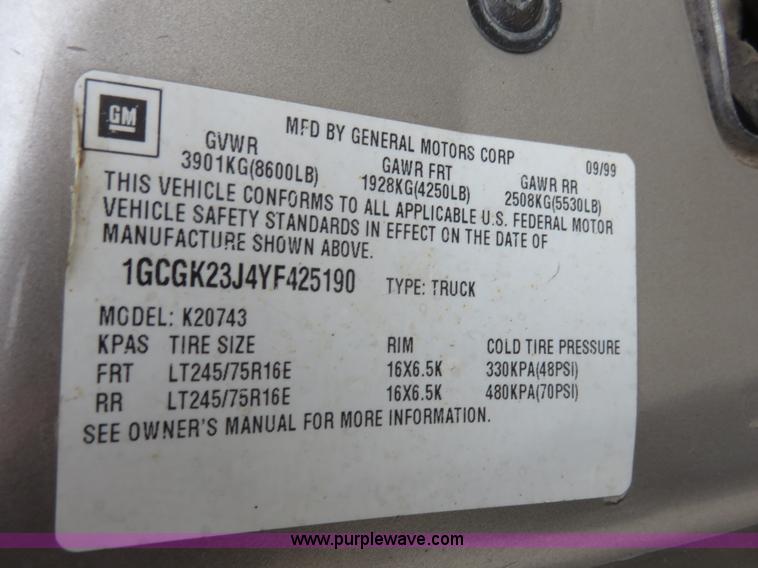 GM
MFD BY GENERAL MOTORS CORP 09/99
GVWR GAWR FRT GAWR RR
3901KG(8600LB) 1928KG(4250LB) 2508KG(5530LB)
THIS VEHICLE CONFORMS TO ALL APPLICABLE U.S. FEDERAL MOTOR
VEHICLE SAFETY STANDARDS IN EFFECT ON THE DATE OF
MANUFACTURE SHOWN ABOVE.
1GCGK23J4YF425190 TYPE: TRUCK
MODEL: K20743
KPAS TIRE SIZE RIM COLD TIRE PRESSURE
FRT LT245/75R16E 16X6.5K 330KPA(48PSI)
RR LT245/75R16E 16X6.5K 480KPA(70PSI)
SEE OWNER'S MANUAL FOR MORE INFORMATION.
www.purplewave.com